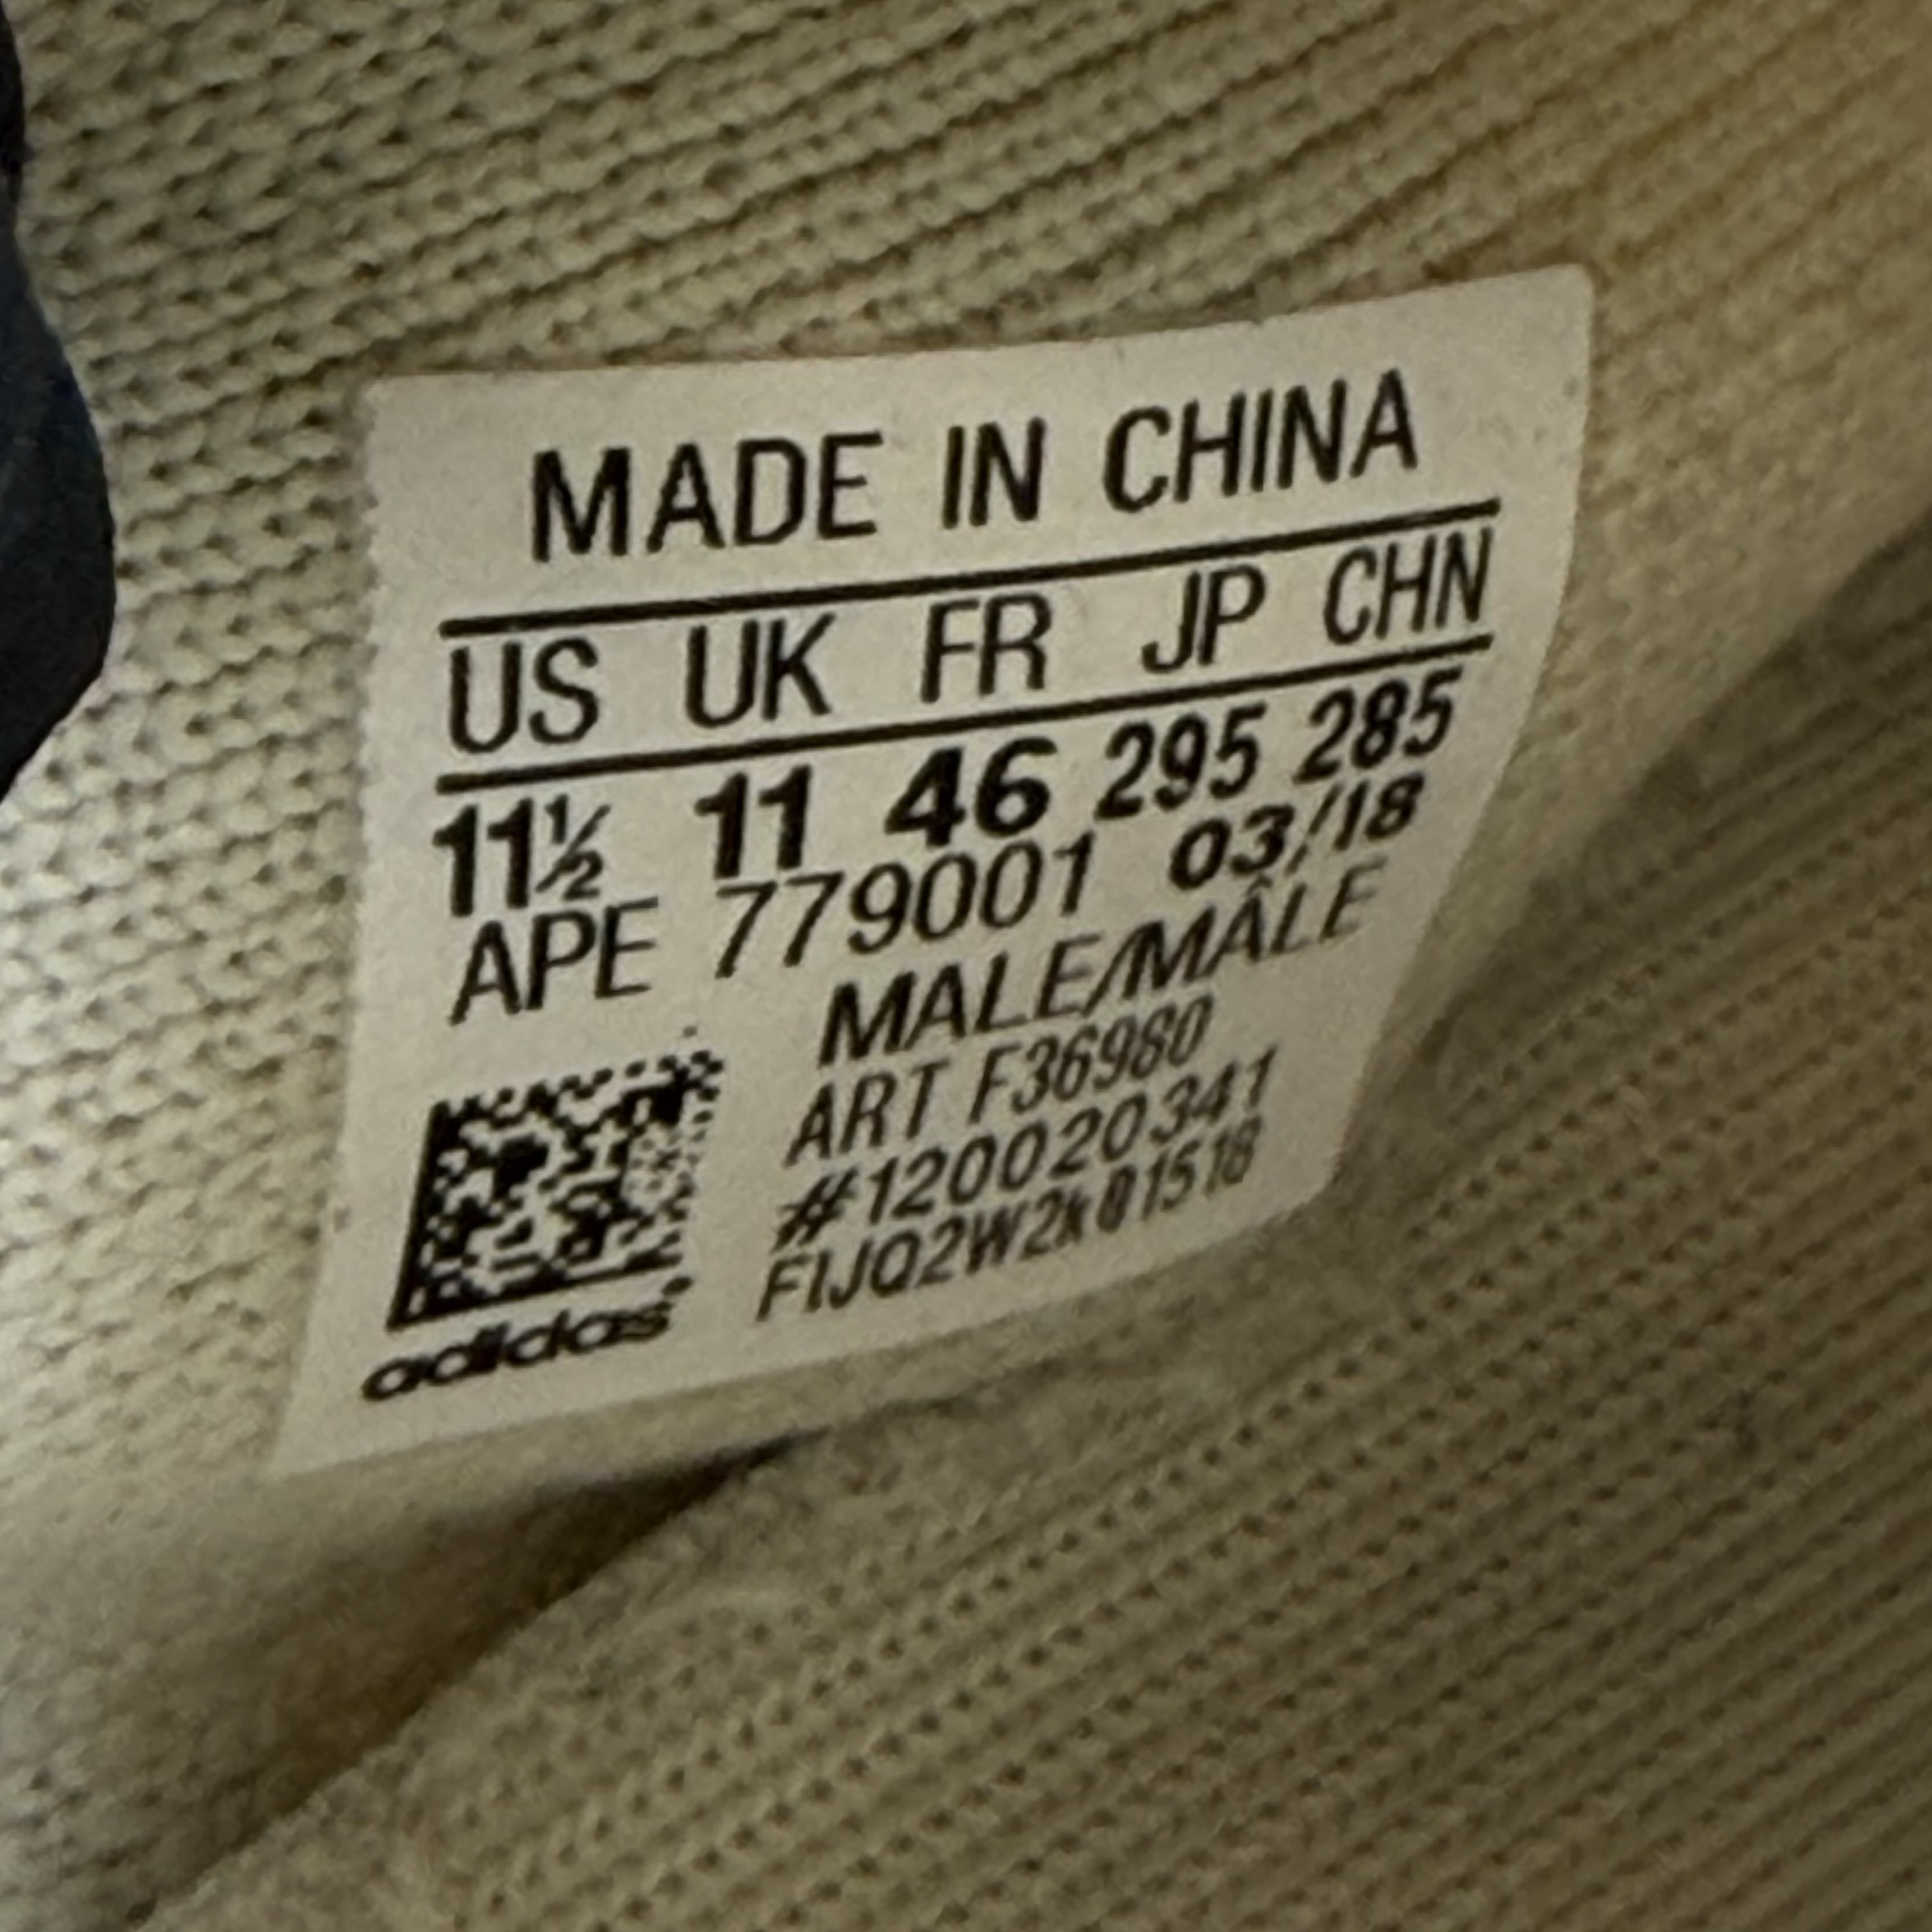 MADE IN CHINA
US UK FR JP CHN
11½ 11 46 295 285
APE 779001 03/18
MALE/MÂLE
ART F36980
#120020341
FIJQ2W2k01518
adidas